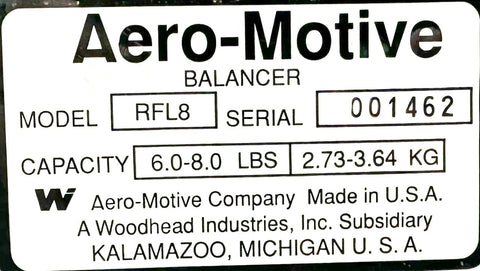 Aero-Motive
BALANCER
MODEL RFL8 SERIAL 001462
CAPACITY 6.0-8.0 LBS 2.73-3.64 KG
Aero-Motive Company Made in U.S.A.
A Woodhead Industries, Inc. Subsidiary
KALAMAZOO, MICHIGAN U. S. A.